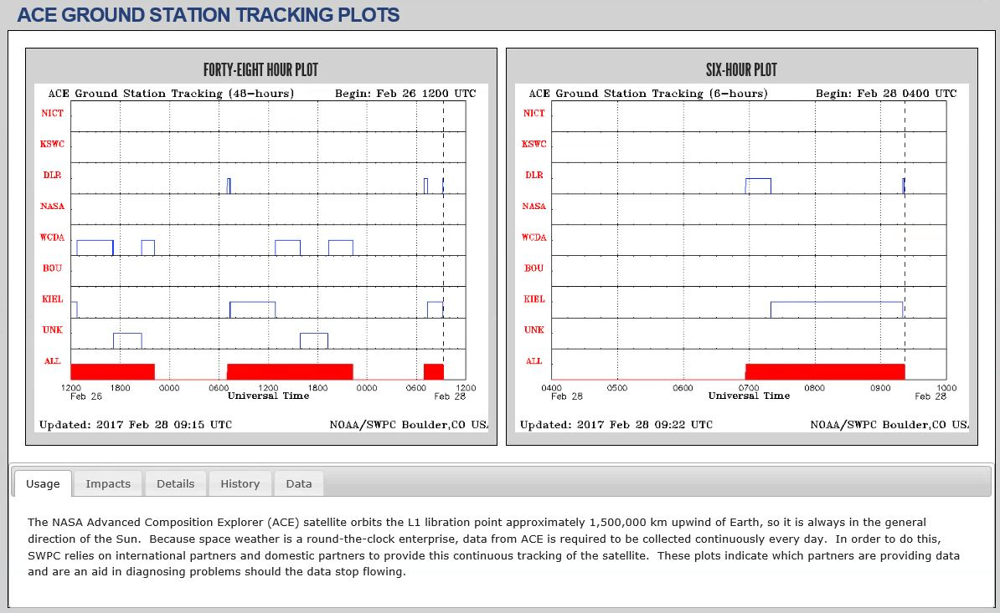 ACE GROUND STATION TRACKING PLOTS
FORTY-EIGHT HOUR PLOT
ACE Ground Station Tracking (48-hours) Begin: Feb 26 1200 UTC
NICT
KSWC
DLR
NASA
WCDA
BOU
KIEL
UNK
ALL
1200 1800 0000 0600 1200 1800 0000 0600 1200
Feb 26 Universal Time Feb 28
Updated: 2017 Feb 28 09:15 UTC NOAA/SWPC Boulder,CO US
SIX-HOUR PLOT
ACE Ground Station Tracking (6-hours) Begin: Feb 28 0400 UTC
NICT
KSWC
DLR
NASA
WCDA
BOU
KIEL
UNK
ALL
0400 0500 0600 0700 0800 0900 1000
Feb 28 Universal Time Feb 28
Updated: 2017 Feb 28 09:22 UTC NOAA/SWPC Boulder,CO US
Usage Impacts Details History Data
The NASA Advanced Composition Explorer (ACE) satellite orbits the L1 libration point approximately 1,500,000 km upwind of Earth, so it is always in the general
direction of the Sun. Because space weather is a round-the-clock enterprise, data from ACE is required to be collected continuously every day. In order to do this,
SWPC relies on international partners and domestic partners to provide this continuous tracking of the satellite. These plots indicate which partners are providing data
and are an aid in diagnosing problems should the data stop flowing.